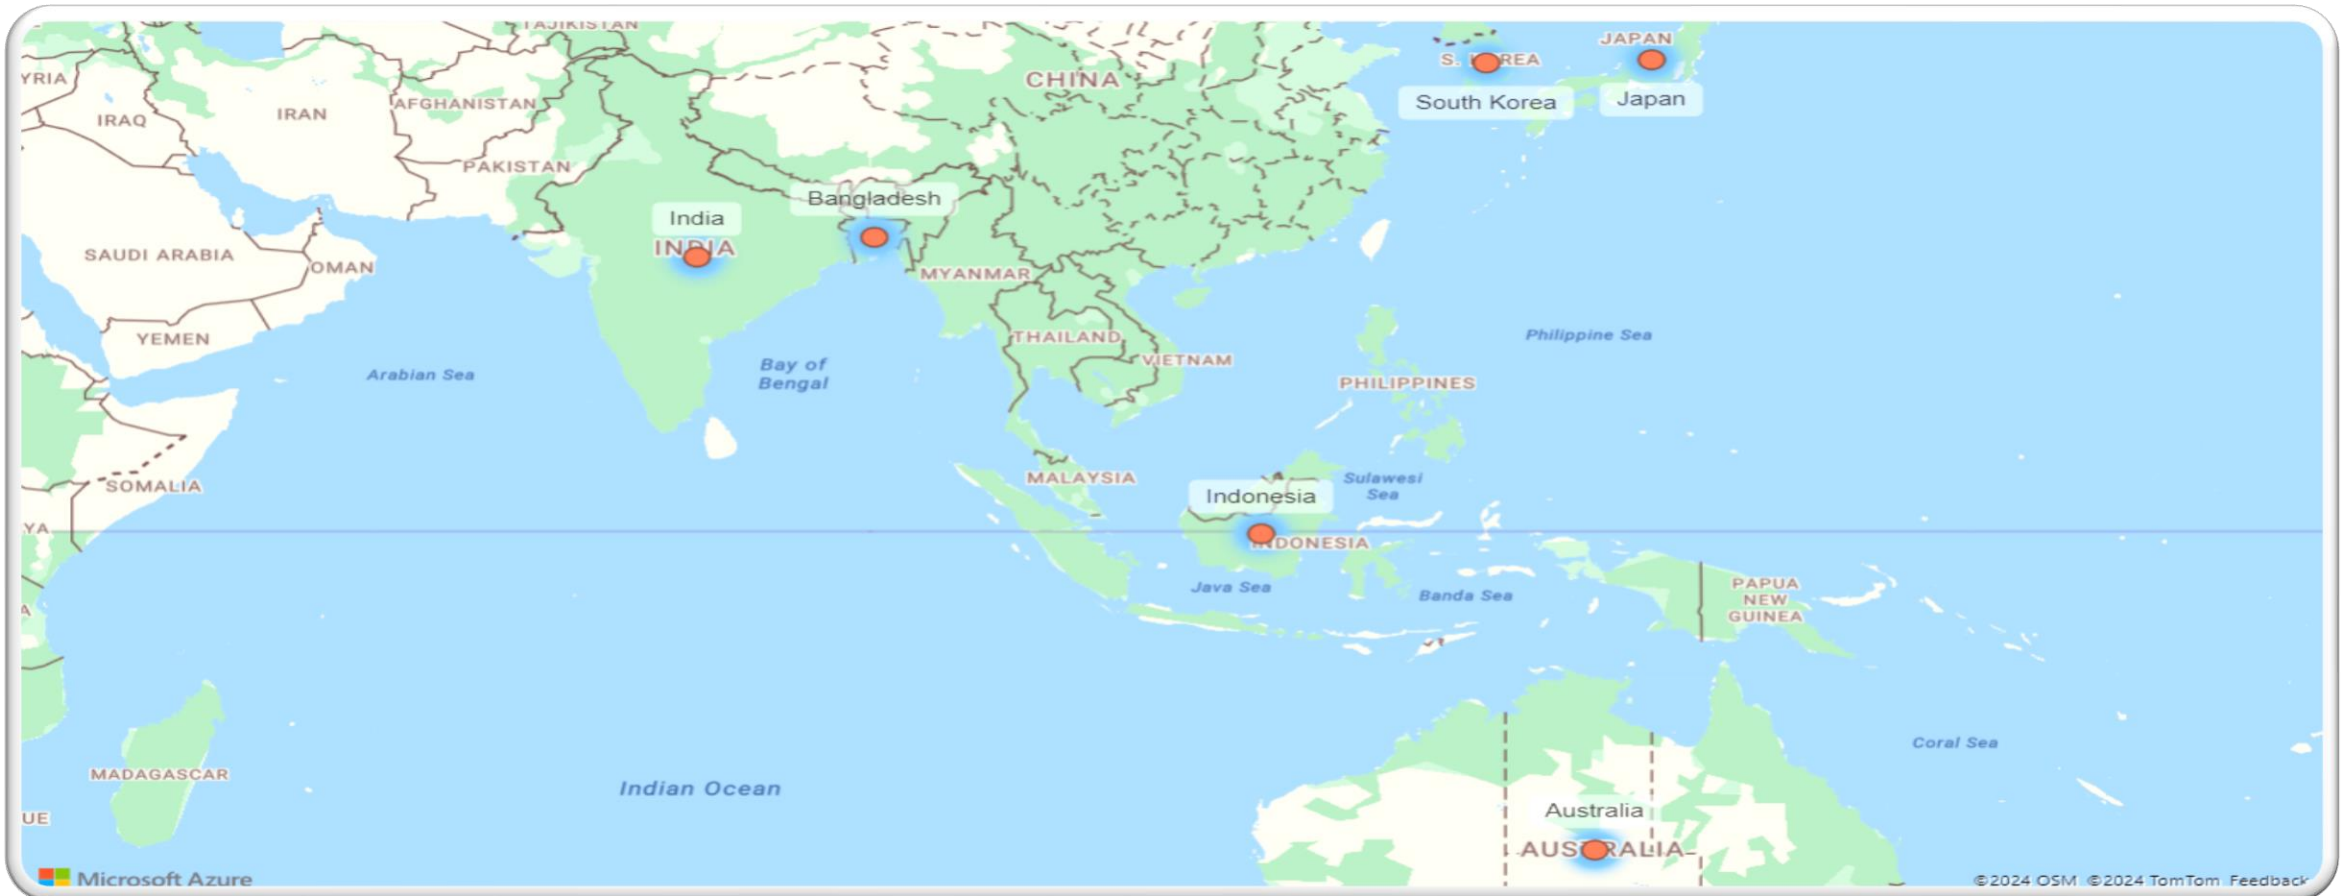 TAJIKISTAN
JAPAN
S. KOREA
YRIA
CHINA
South Korea
Japan
AFGHANISTAN
IRAN
IRAQ
PAKISTAN
Bangladesh
India
INDIA
SAUDI ARABIA
OMAN
MYANMAR
YEMEN
THAILAND
Philippine Sea
VIETNAM
Bay of
Bengal
Arabian Sea
PHILIPPINES
MALAYSIA
Sulawesi
Sea
SOMALIA
Indonesia
YA
INDONESIA
Java Sea
Banda Sea
PAPUA
NEW
GUINEA
A
Coral Sea
MADAGASCAR
Indian Ocean
UE
Australia
AUSTRALIA
Microsoft Azure
©2024 OSM ©2024 TomTom Feedback